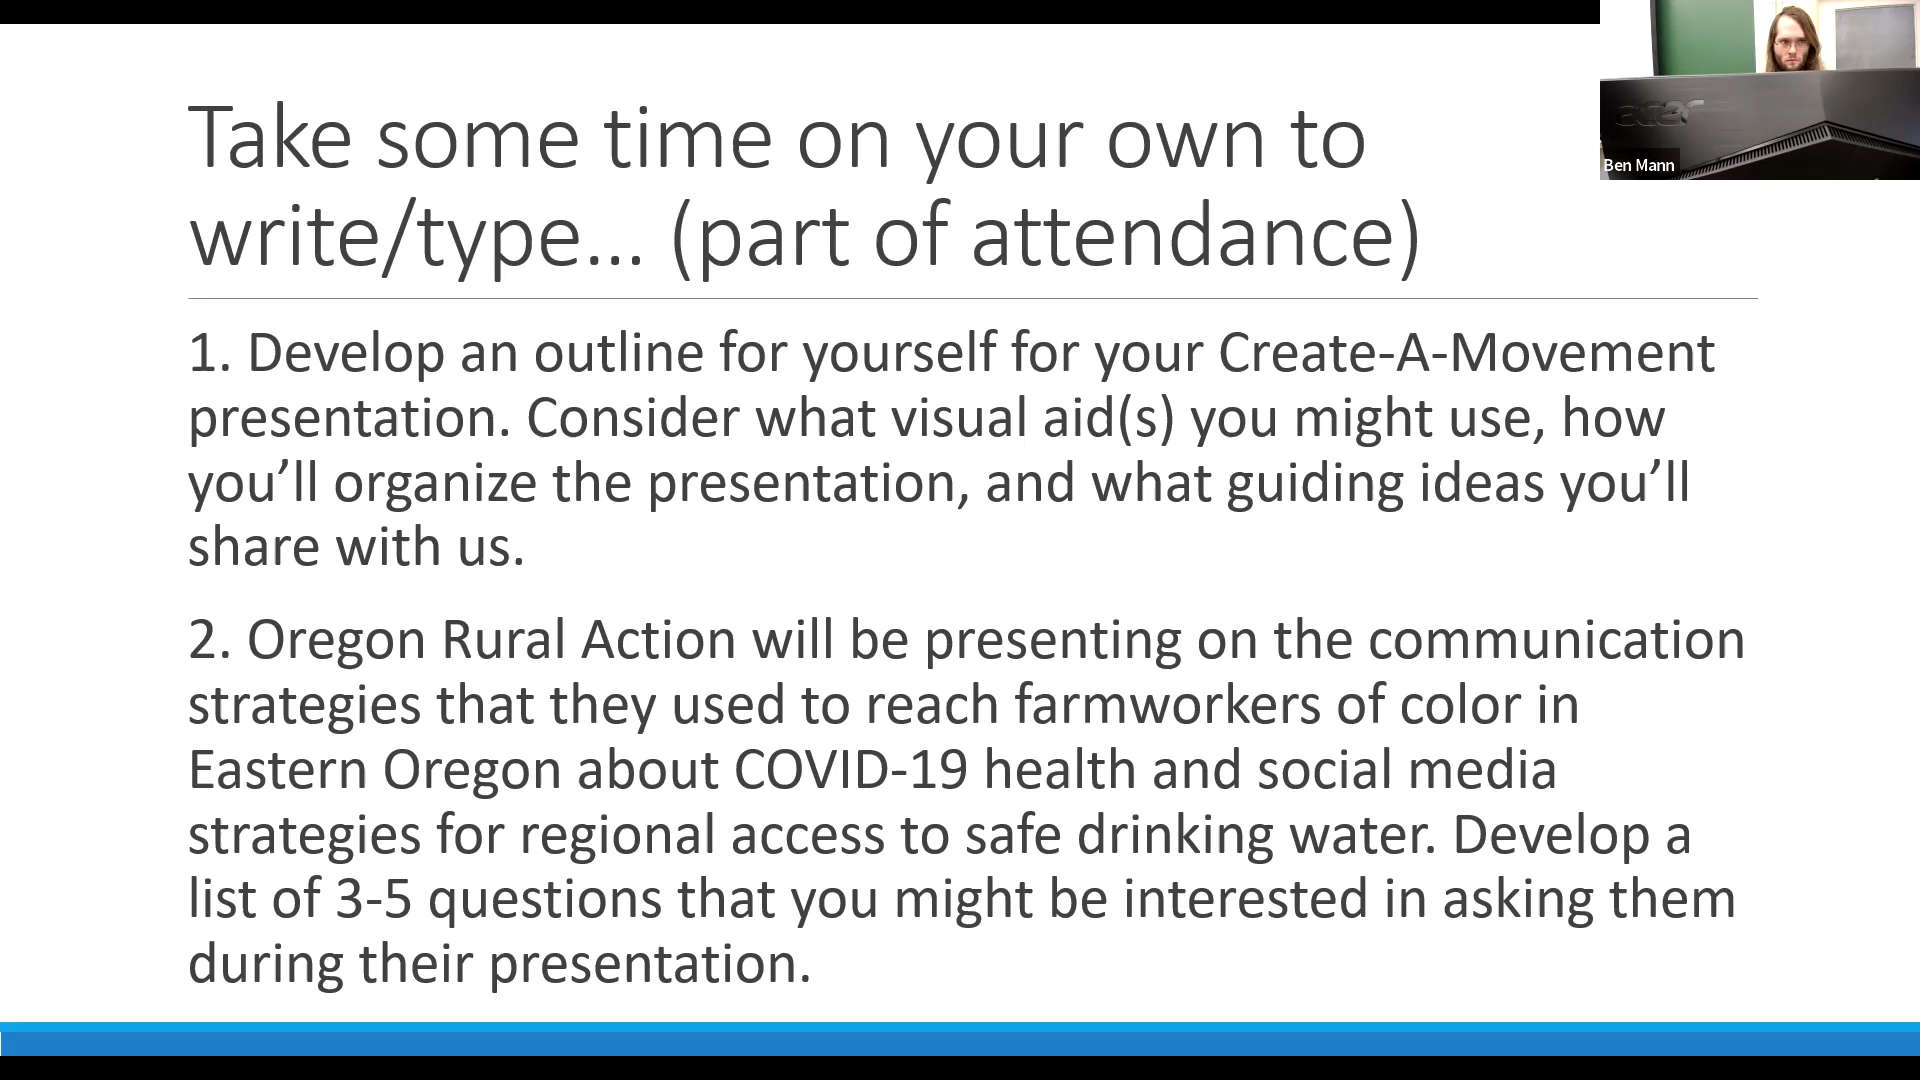 Take some time on your own to
write/type… (part of attendance)
1. Develop an outline for yourself for your Create-A-Movement
presentation. Consider what visual aid(s) you might use, how
you’ll organize the presentation, and what guiding ideas you’ll
share with us.
2. Oregon Rural Action will be presenting on the communication
strategies that they used to reach farmworkers of color in
Eastern Oregon about COVID-19 health and social media
strategies for regional access to safe drinking water. Develop a
list of 3-5 questions that you might be interested in asking them
during their presentation.
acer
Ben Mann